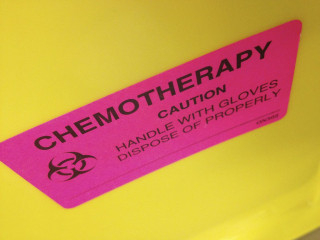 CHEMOTHERAPY
CAUTION
HANDLE WITH GLOVES
DISPOSE OF PROPERLY